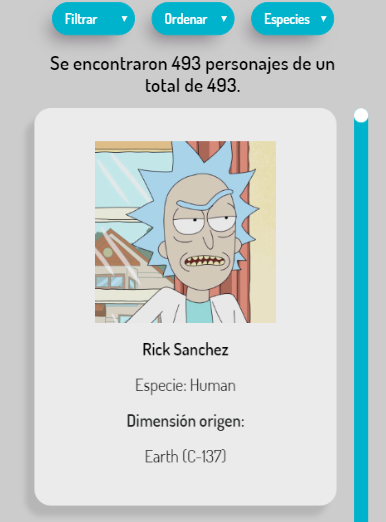 Filtrar ▼ Ordenar ▼ Especies ▼
Se encontraron 493 personajes de un
total de 493.
Rick Sanchez
Especie: Human
Dimensión origen:
Earth (C-137)